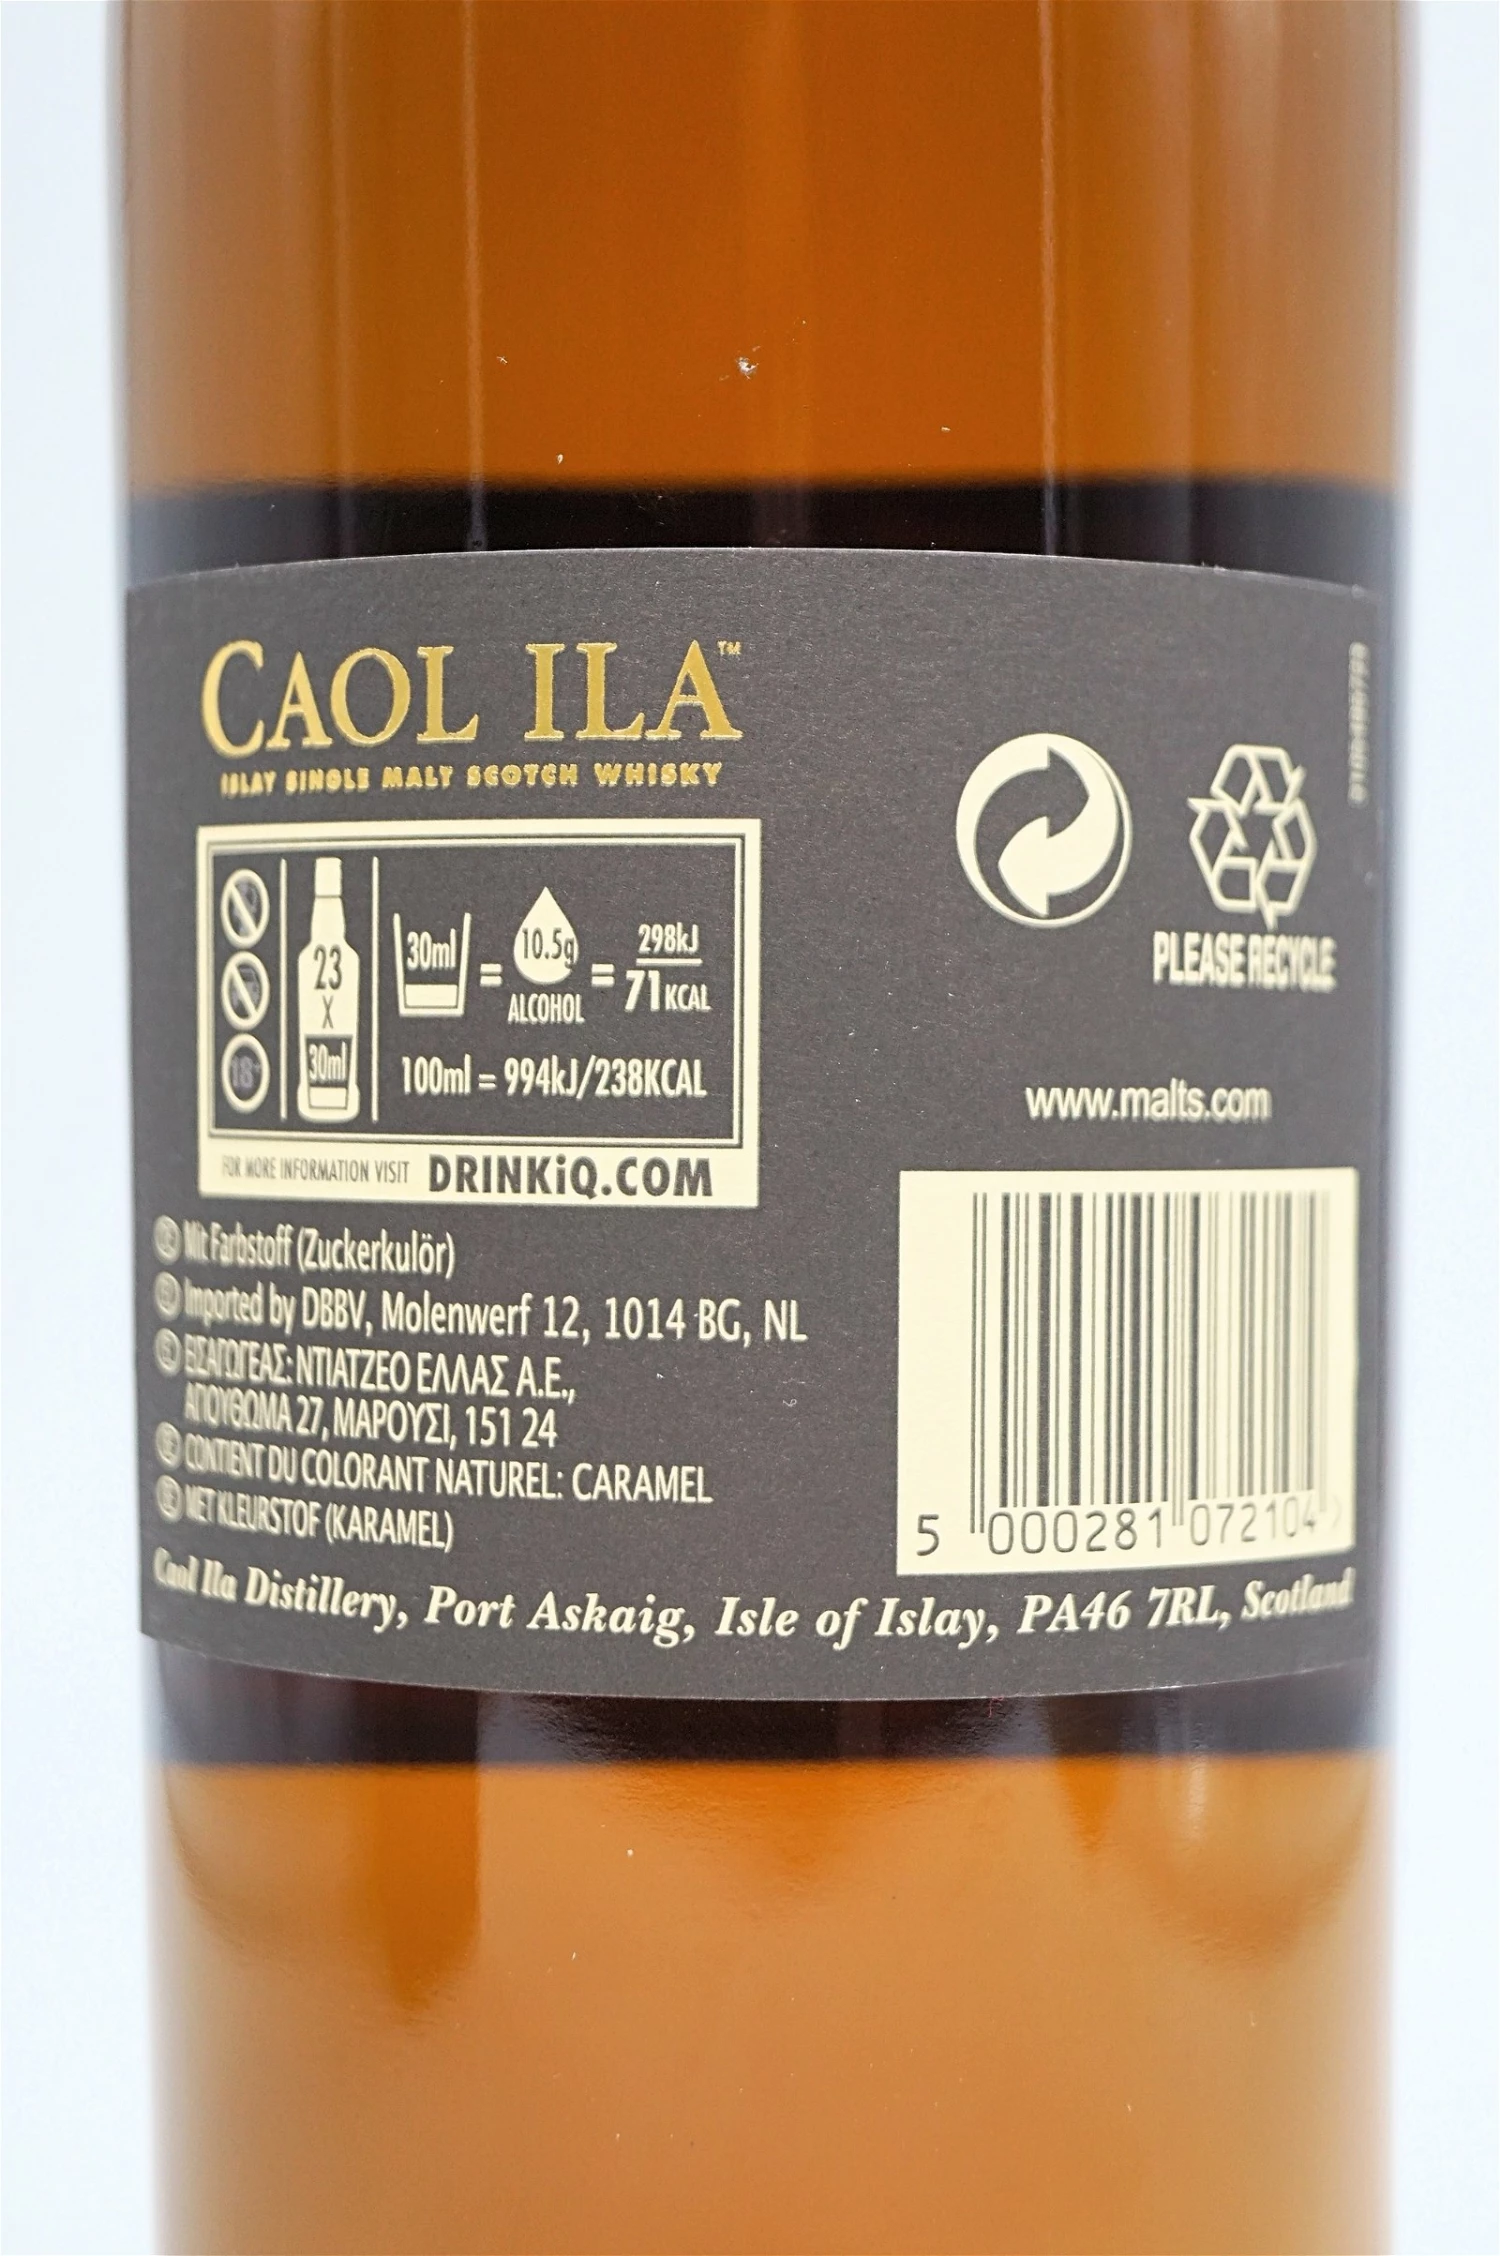 CAOL ILA™
ISLAY SINGLE MALT SCOTCH WHISKY
23
X
30ml
30ml = 10.5g ALCOHOL = 298kJ 71KCAL
100ml = 994kJ/238KCAL
18+
FOR MORE INFORMATION VISIT DRINKiQ.COM
PLEASE RECYCLE
www.malts.com
Mit Farbstoff (Zuckerkulör)
Imported by DBBV, Molenwerf 12, 1014 BG, NL
ΕΙΣΑΓΩΓΕΑΣ: ΝΤΙΑΤΖΕΟ ΕΛΛΑΣ Α.Ε.,
27, ΜΑΡΟΥΣΙ, 151 24
CONTIENT DU COLORANT NATUREL: CARAMEL
MET KLEURSTOF (KARAMEL)
5 000281 072104
Caol Ila Distillery, Port Askaig, Isle of Islay, PA46 7RL, Scotland